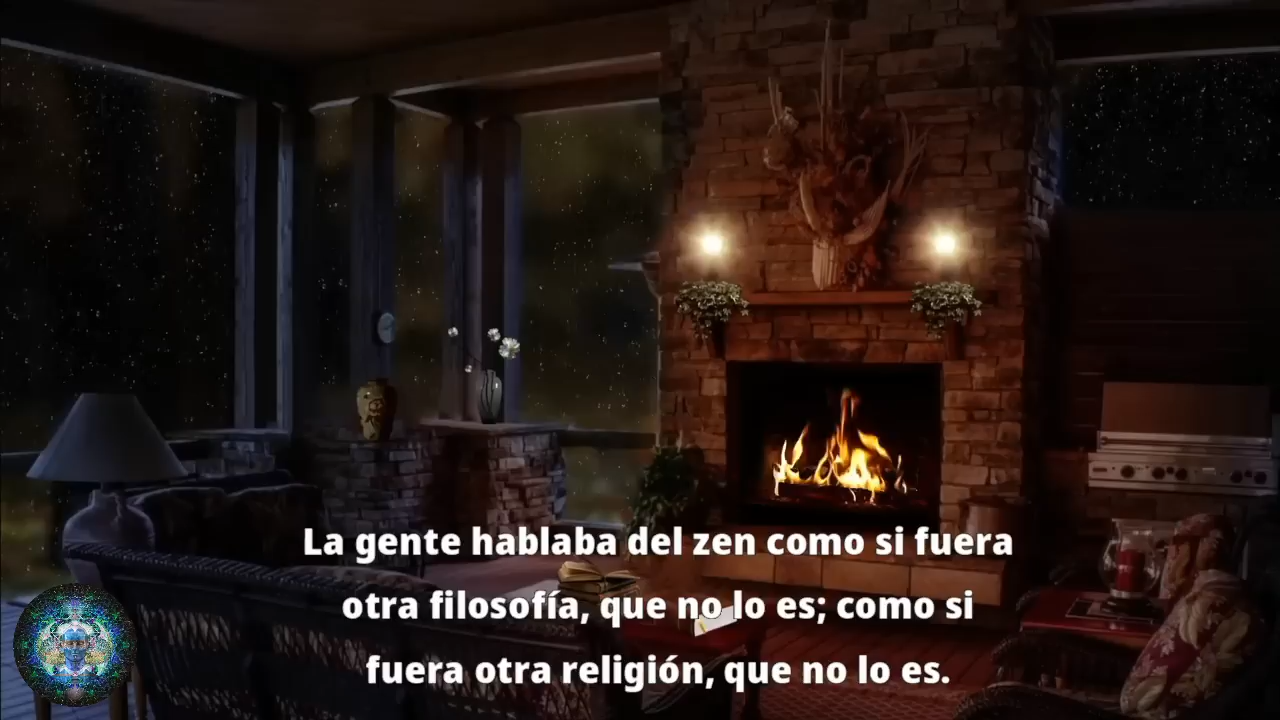 La gente hablaba del zen como si fuera
otra filosofía, que no lo es; como si
fuera otra religión, que no lo es.